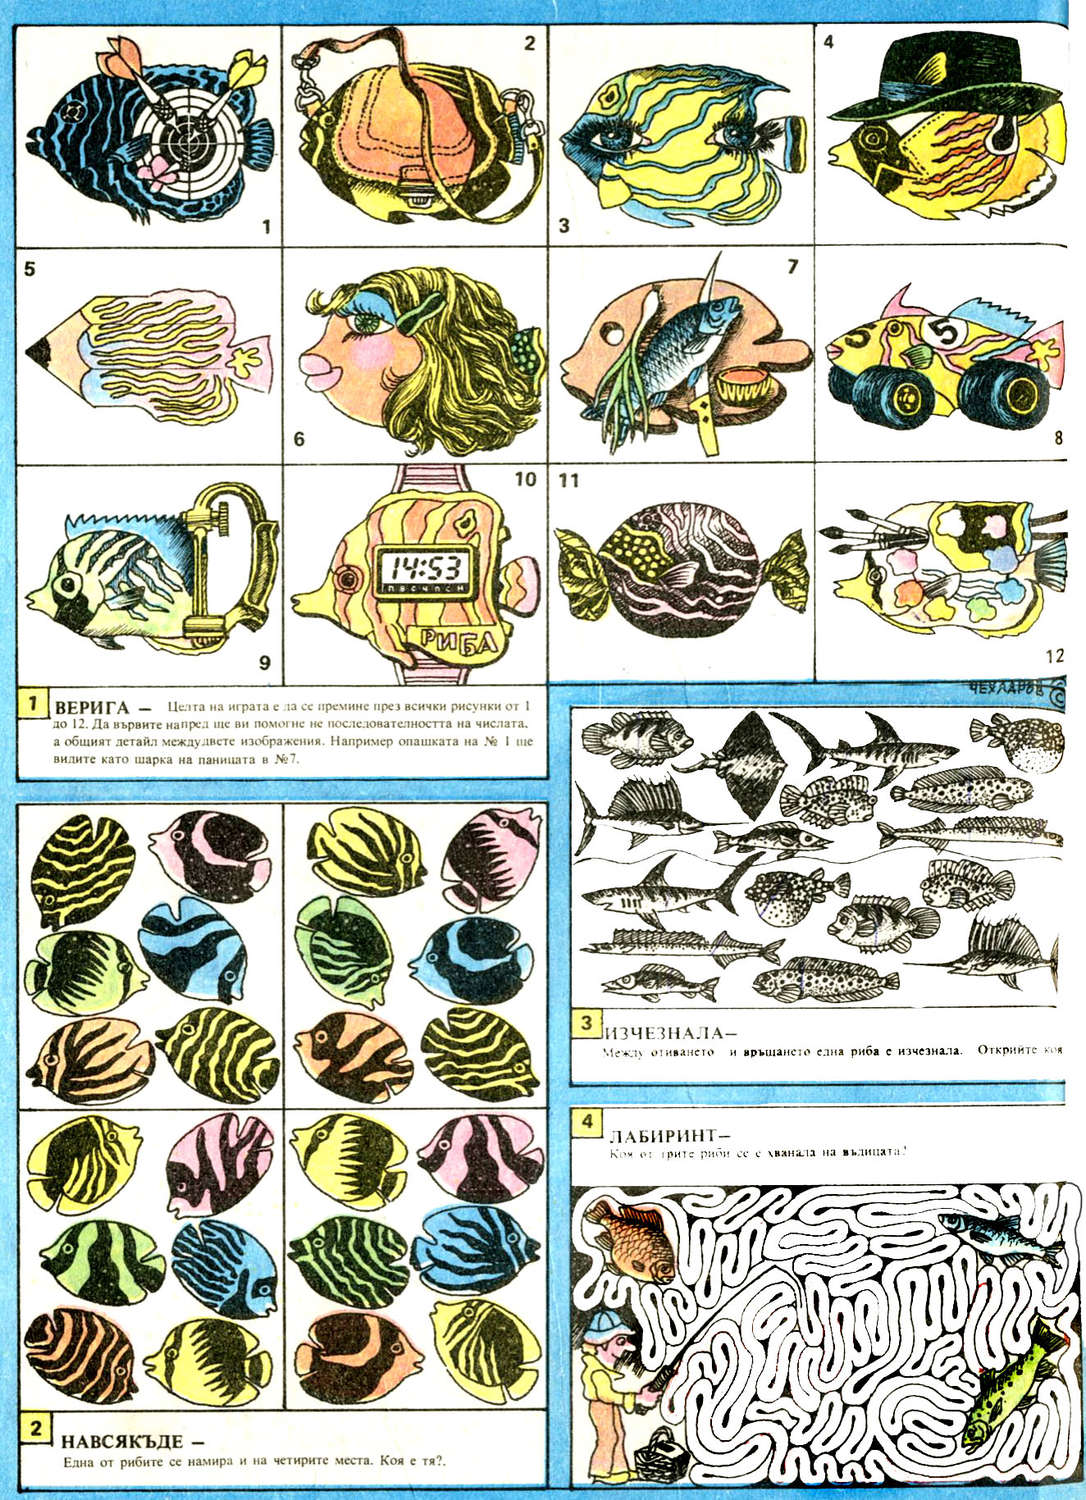 1
2
3
4
5
6
7
5
8
9
14:53
П В С Ч П С Н
РИБА
10
11
12
ЧЕХЛАРОВ
1 ВЕРИГА — Целта на играта е да се премине през всички рисунки от 1
до 12. Да вървите напред ще ви помогне не последователността на числата,
а общият детайл междудвете изображения. Например опашката на № 1 ще
видите като шарка на паницата в №7.
2
НАВСЯКЪДЕ —
Една от рибите се намира и на четирите места. Коя е тя?.
3 ИЗЧЕЗНАЛА—
Между отиването и връщането една риба е изчезнала. Открийте коя
4
ЛАБИРИНТ—
Коя от трите риби се е хванала на въдицата?